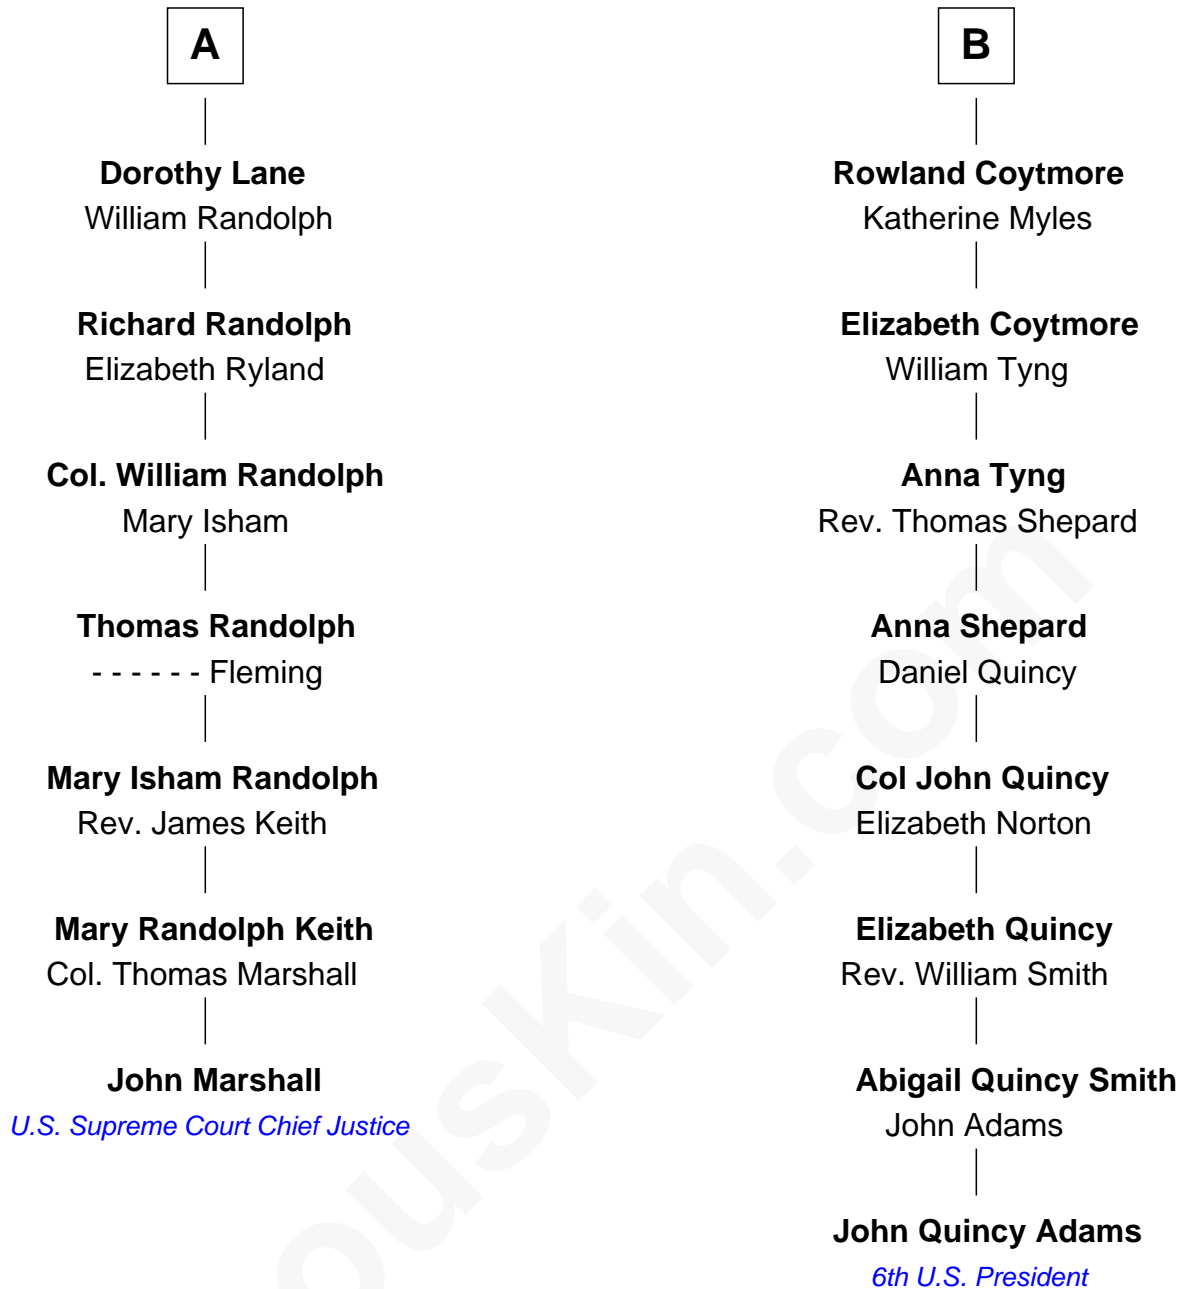 A
Dorothy Lane
William Randolph
Richard Randolph
Elizabeth Ryland
Col. William Randolph
Mary Isham
Thomas Randolph
- - - - - - Fleming
Mary Isham Randolph
Rev. James Keith
Mary Randolph Keith
Col. Thomas Marshall
John Marshall
U.S. Supreme Court Chief Justice
B
Rowland Coytmore
Katherine Myles
Elizabeth Coytmore
William Tyng
Anna Tyng
Rev. Thomas Shepard
Anna Shepard
Daniel Quincy
Col John Quincy
Elizabeth Norton
Elizabeth Quincy
Rev. William Smith
Abigail Quincy Smith
John Adams
John Quincy Adams
6th U.S. President
ousKin.com